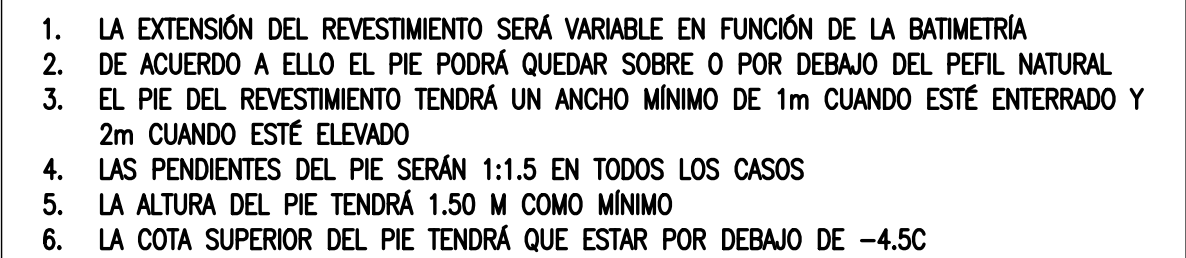 1. LA EXTENSIÓN DEL REVESTIMIENTO SERÁ VARIABLE EN FUNCIÓN DE LA BATIMETRÍA
2. DE ACUERDO A ELLO EL PIE PODRÁ QUEDAR SOBRE O POR DEBAJO DEL PEFIL NATURAL
3. EL PIE DEL REVESTIMIENTO TENDRÁ UN ANCHO MÍNIMO DE 1m CUANDO ESTÉ ENTERRADO Y
2m CUANDO ESTÉ ELEVADO
4. LAS PENDIENTES DEL PIE SERÁN 1:1.5 EN TODOS LOS CASOS
5. LA ALTURA DEL PIE TENDRÁ 1.50 M COMO MÍNIMO
6. LA COTA SUPERIOR DEL PIE TENDRÁ QUE ESTAR POR DEBAJO DE -4.5C